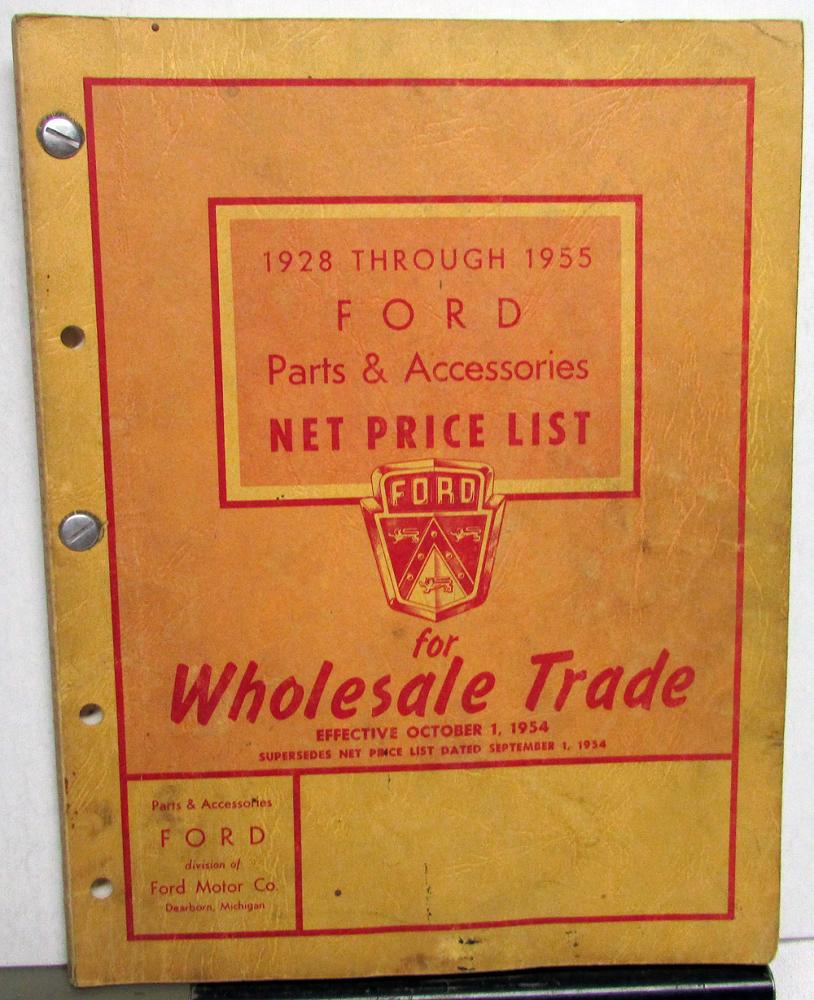 1928 THROUGH 1955
FORD
Parts & Accessories
NET PRICE LIST
FORD
for
Wholesale Trade
EFFECTIVE OCTOBER 1, 1954
SUPERSEDES NET PRICE LIST DATED SEPTEMBER 1, 1954
Parts & Accessories
FORD
division of
Ford Motor Co.
Dearborn, Michigan